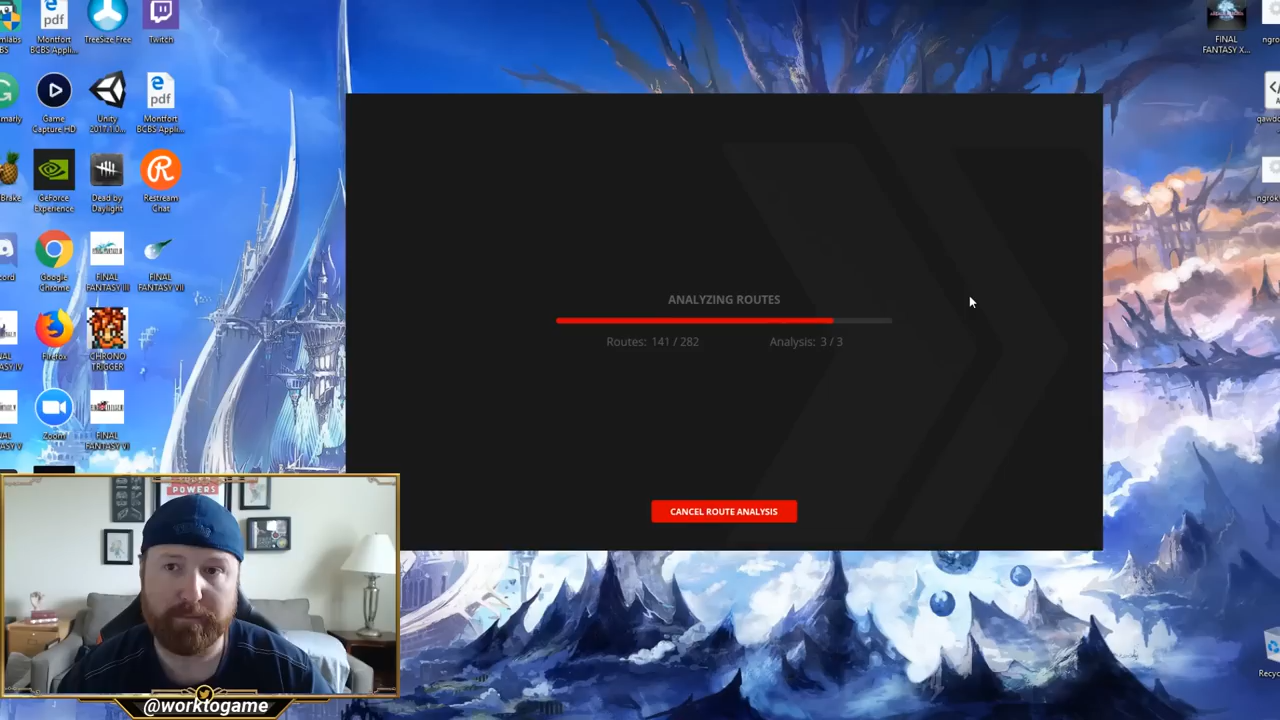 BS
Montfort
BCBS Appli...
TreeSize Free
Twitch
FINAL
FANTASY X...
Game
Capture HD
Unity
Montfort
BCBS Appli...
Brake
GeForce
Experience
Dead by
Daylight
Restream
Chat
ngrok
Google
Chrome
FINAL
FANTASY III
FINAL
FANTASY VII
Firefox
CHRONO
TRIGGER
Zoom
FINAL
FANTASY VI
ANALYZING ROUTES
Routes: 141 / 282
Analysis: 3 / 3
CANCEL ROUTE ANALYSIS
POWERS
@worktogame